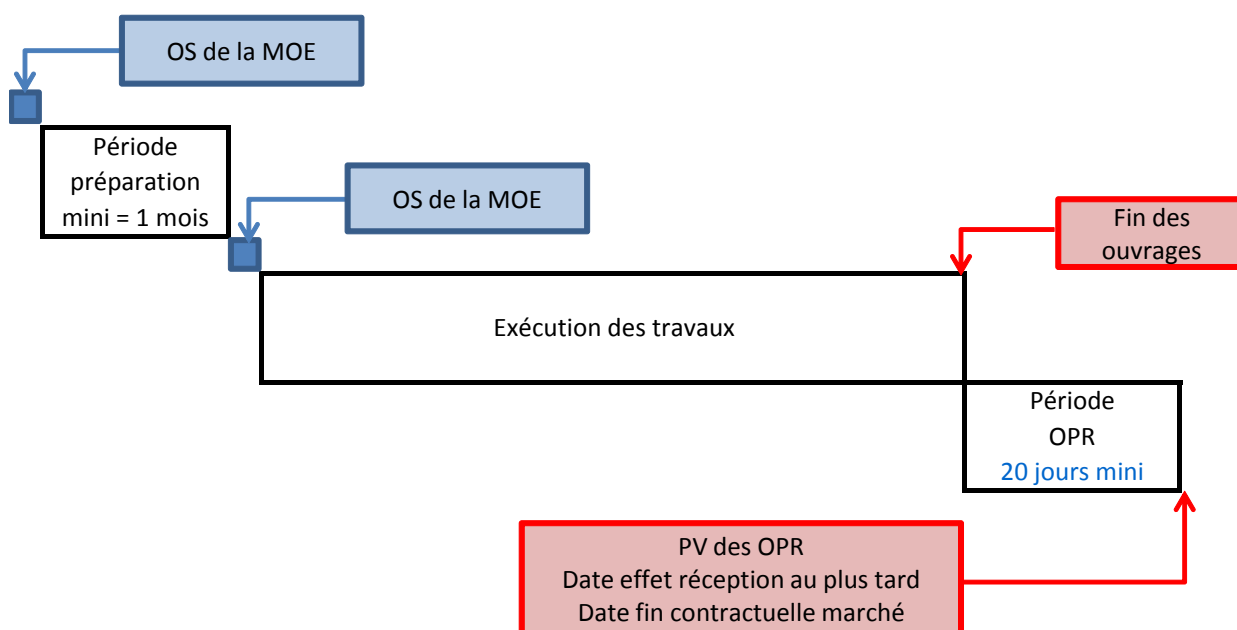 OS de la MOE
Période
préparation
mini = 1 mois
OS de la MOE
Fin des
ouvrages
Exécution des travaux
Période
OPR
20 jours mini
PV des OPR
Date effet réception au plus tard
Date fin contractuelle marché